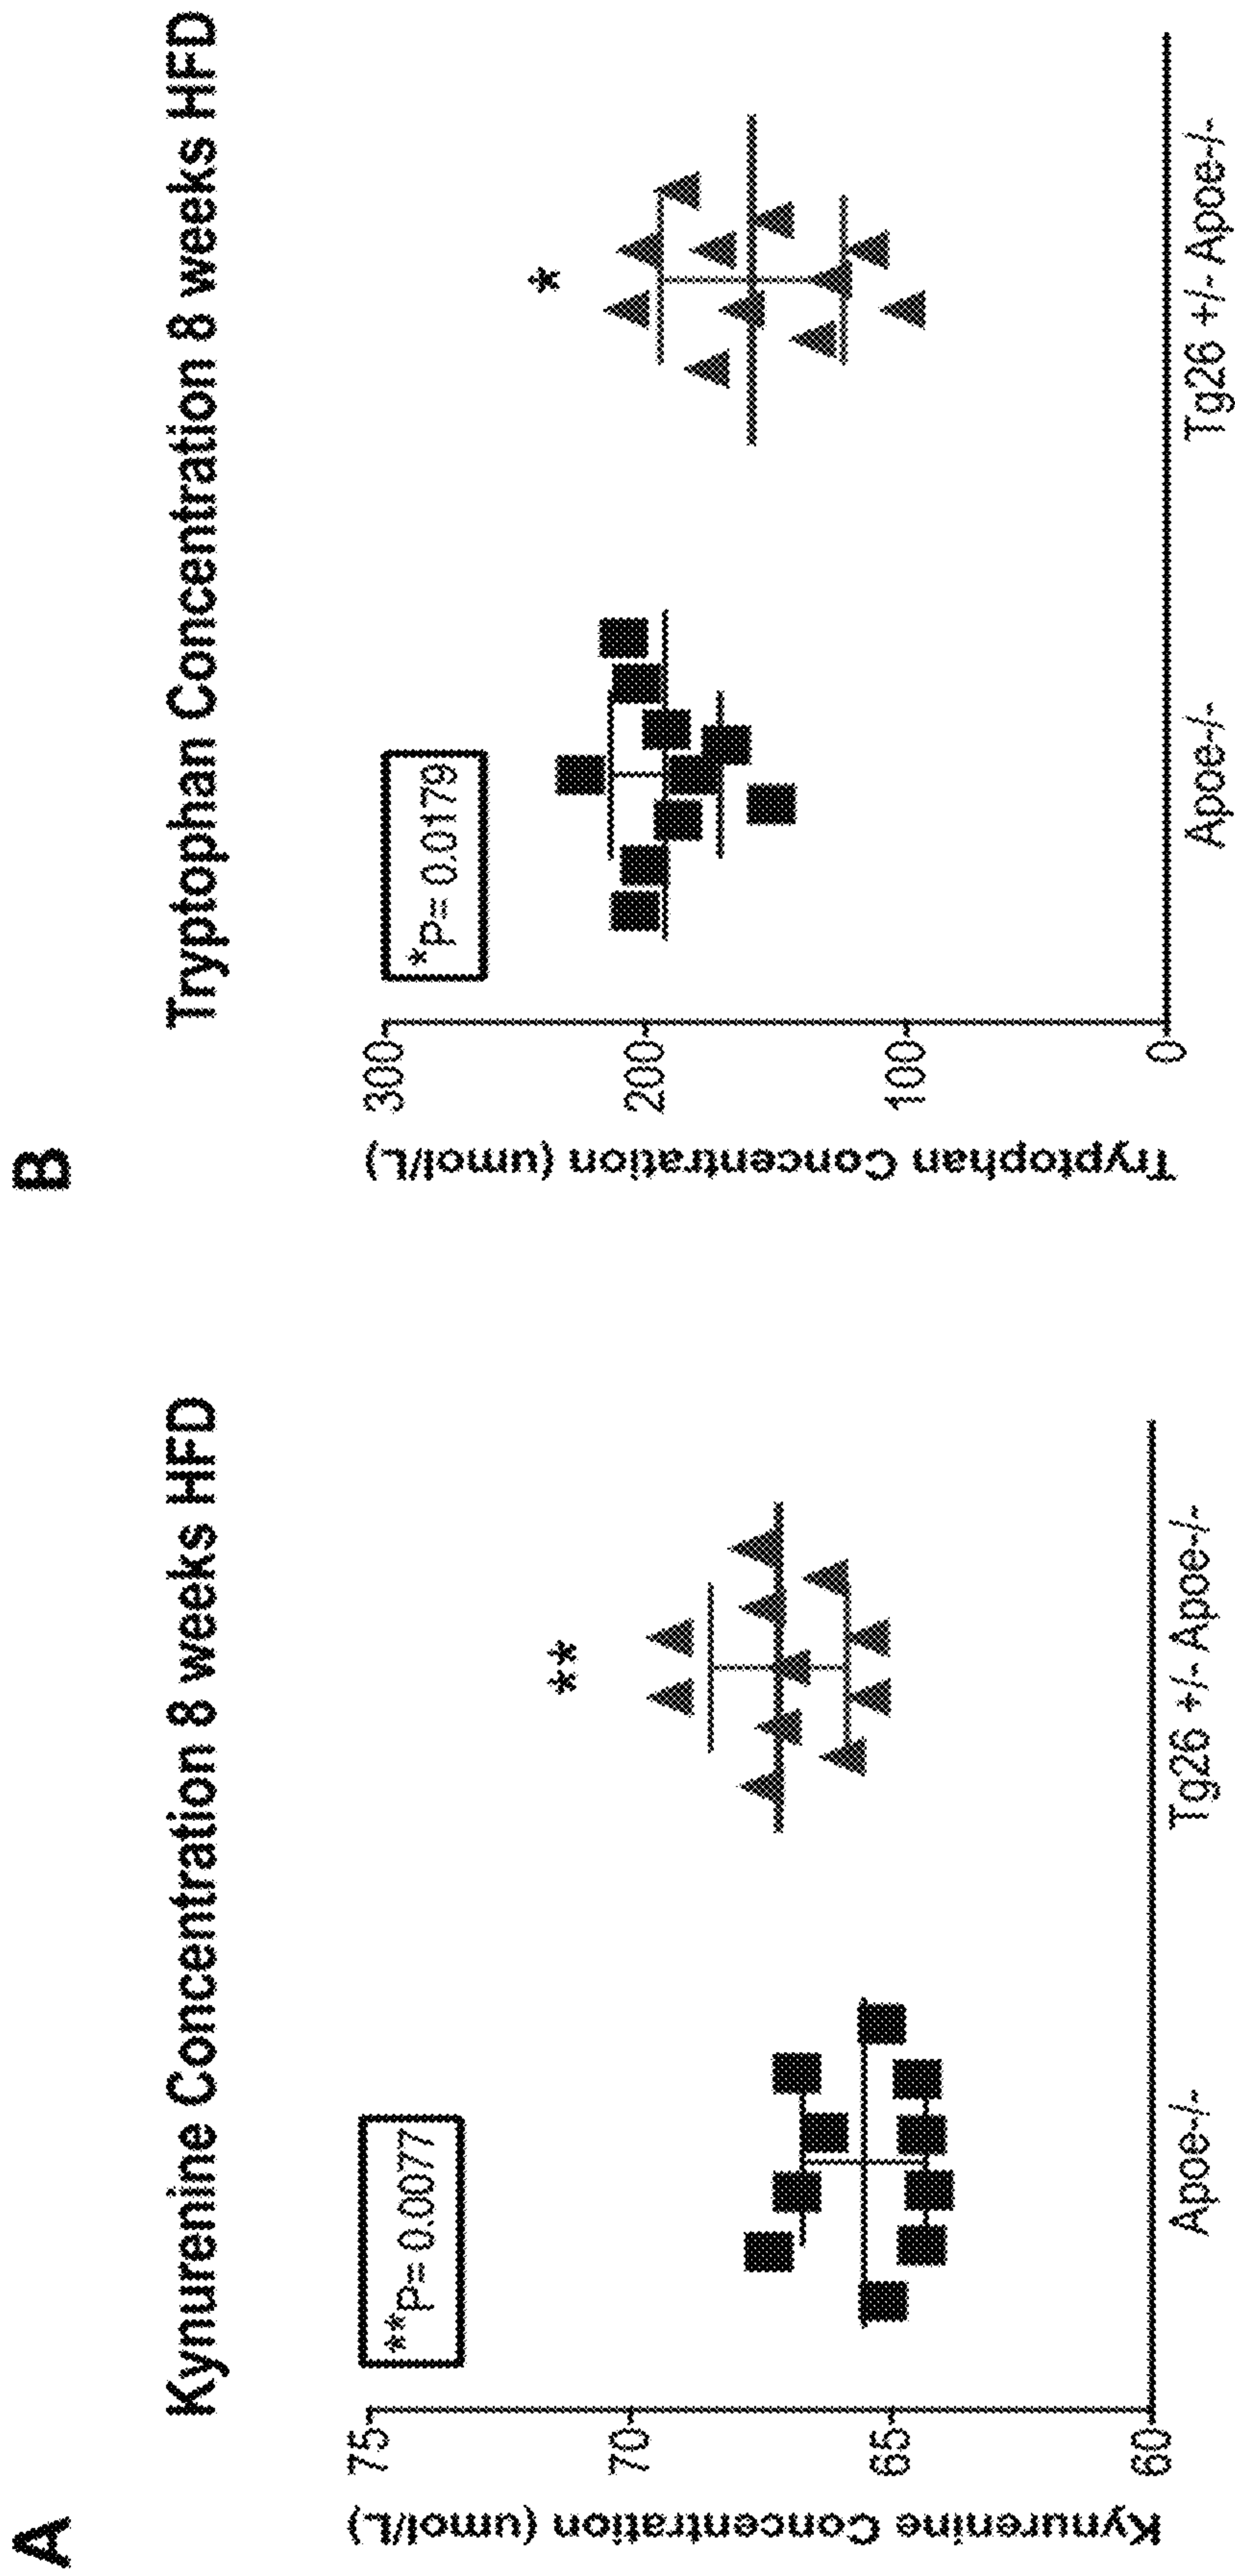 A
Kynurenine Concentration 8 weeks HFD
**P= 0.0077
**
75
70
65
60
Kynurenine Concentration (umol/L)
Apoe-/-
Tg26 +/- Apoe-/-
B
Tryptophan Concentration 8 weeks HFD
*P= 0.0179
*
300
200
100
0
Tryptophan Concentration (umol/L)
Apoe-/-
Tg26 +/- Apoe-/-